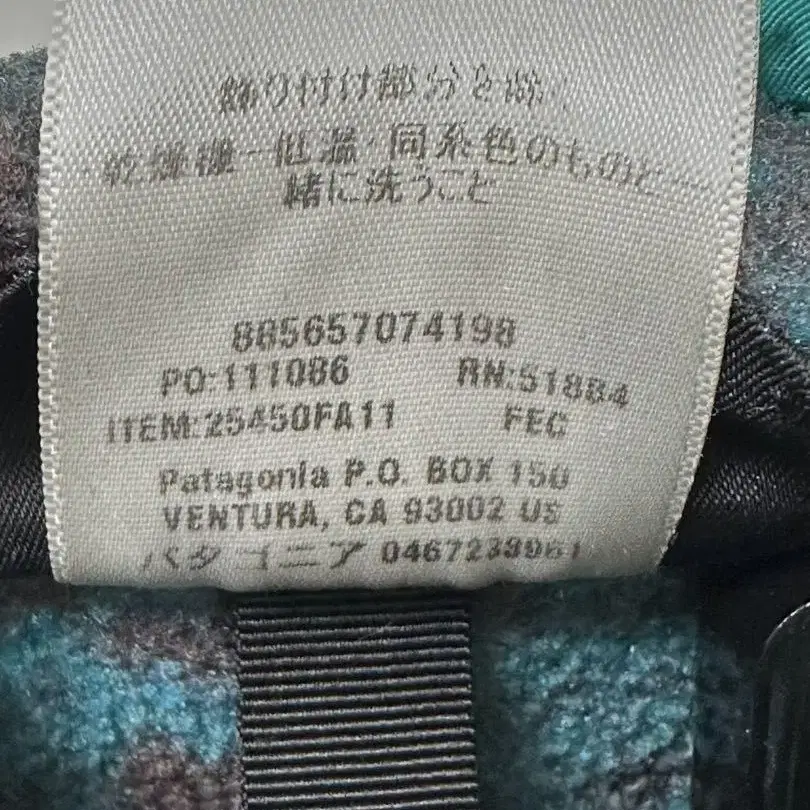 飾り付け部分を除く
乾燥機一低温・同系色のものと一
緒に洗うこと
885657074198
PO:111086 RN:51884
ITEM:25450FA11 FEC
Patagonia P.O. BOX 150
VENTURA, CA 93002 US
パタゴニア 0467233961